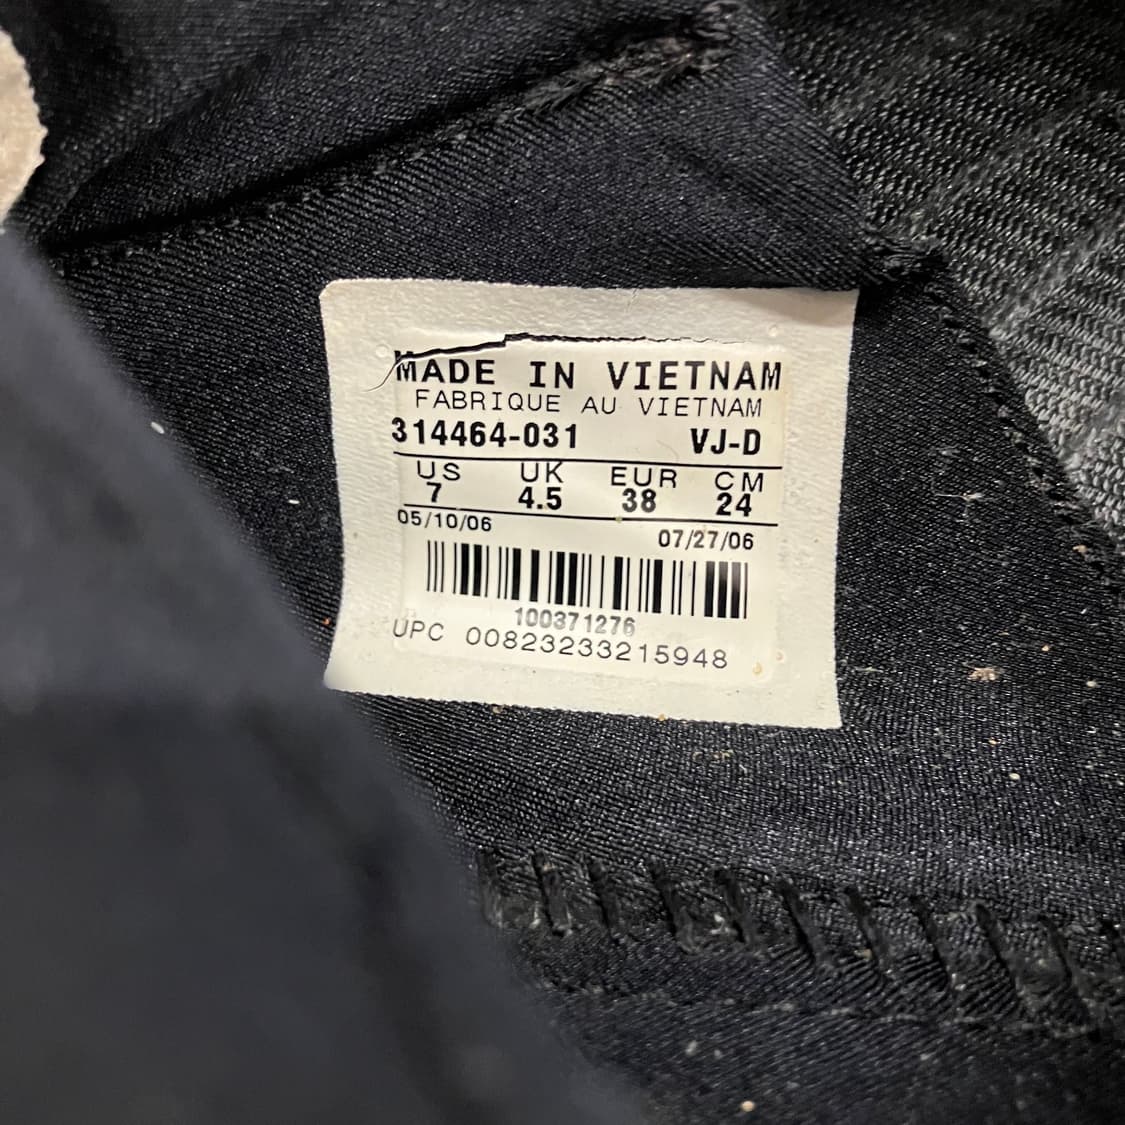 MADE IN VIETNAM
FABRIQUE AU VIETNAM
314464-031 VJ-D
US UK EUR CM
7 4.5 38 24
05/10/06 07/27/06
100371276
UPC 00823233215948